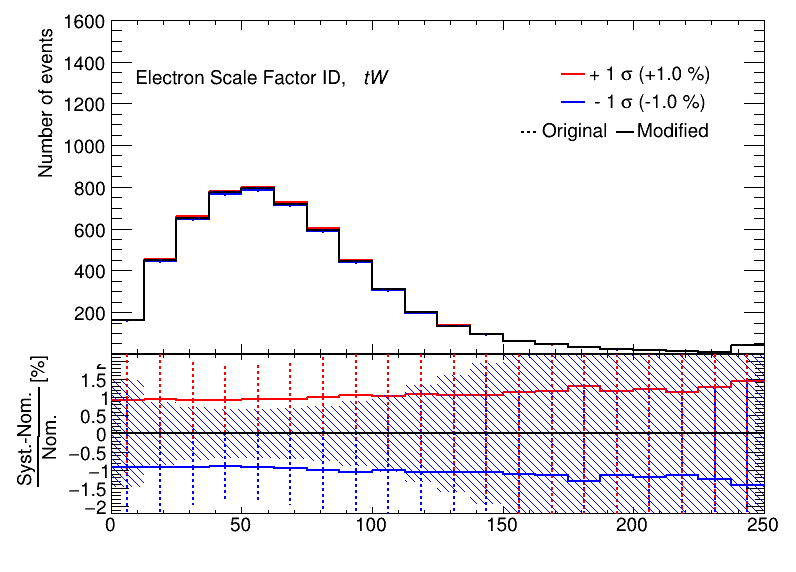 1600
1400
1200
1000
800
600
400
200
Number of events
Electron Scale Factor ID, tW
+ 1 σ (+1.0 %)
- 1 σ (-1.0 %)
Original Modified
Syst.-Nom.
Nom.
[%]
1.5
1
0.5
0
−0.5
−1
−1.5
−2
0 50 100 150 200 250